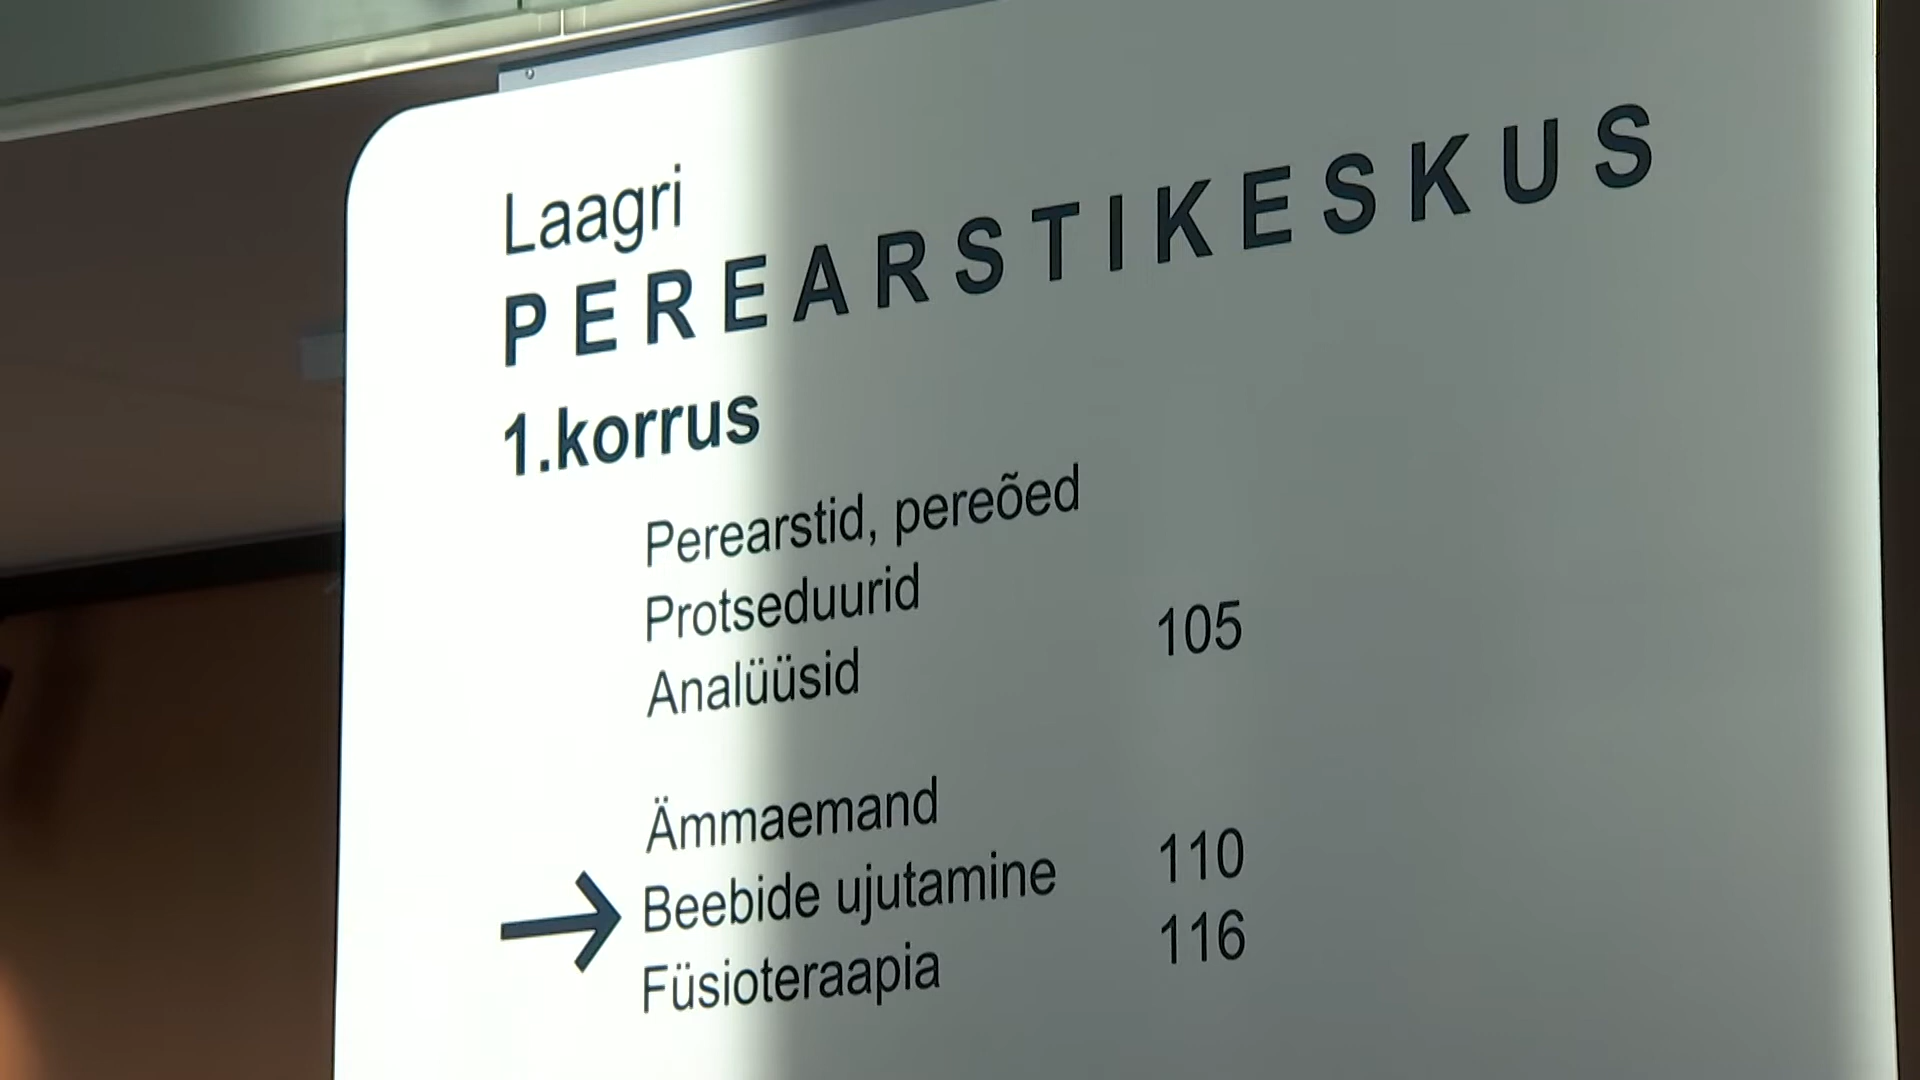 Laagri
PEREARSTIKESKUS
1.korrus
Perearstid, pereõed
Protseduurid
Analüüsid 105
Ämmaemand
Beebide ujutamine 110
Füsioteraapia 116